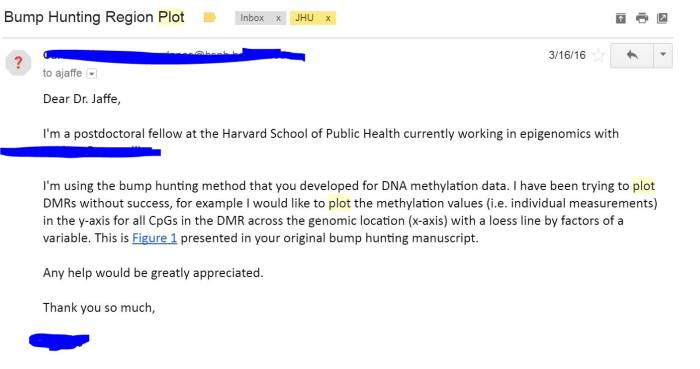 Bump Hunting Region Plot Inbox x JHU x
3/16/16
to ajaffe
Dear Dr. Jaffe,
I'm a postdoctoral fellow at the Harvard School of Public Health currently working in epigenomics with
I'm using the bump hunting method that you developed for DNA methylation data. I have been trying to plot
DMRs without success, for example I would like to plot the methylation values (i.e. individual measurements)
in the y-axis for all CpGs in the DMR across the genomic location (x-axis) with a loess line by factors of a
variable. This is Figure 1 presented in your original bump hunting manuscript.
Any help would be greatly appreciated.
Thank you so much,